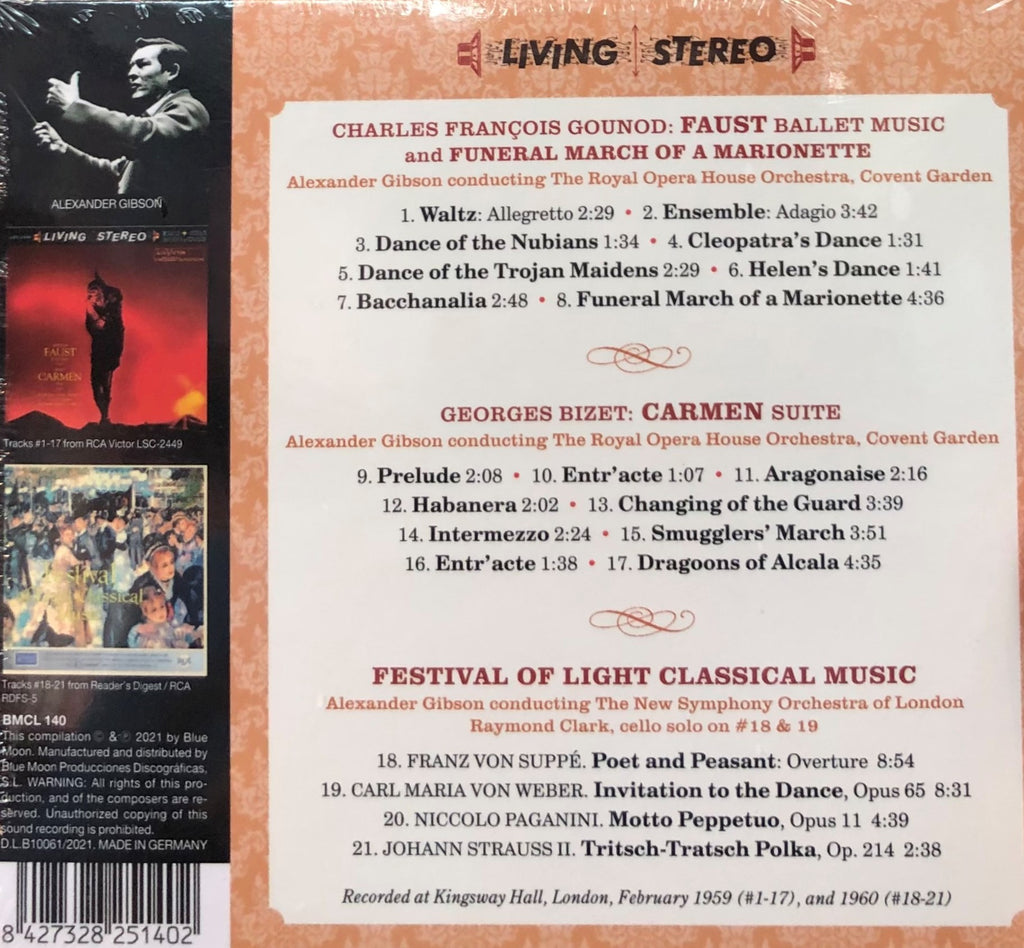 LIVING STEREO
CHARLES FRANÇOIS GOUNOD: FAUST BALLET MUSIC
and FUNERAL MARCH OF A MARIONETTE
Alexander Gibson conducting The Royal Opera House Orchestra, Covent Garden
1. Waltz: Allegretto 2:29 • 2. Ensemble: Adagio 3:42
3. Dance of the Nubians 1:34 • 4. Cleopatra's Dance 1:31
5. Dance of the Trojan Maidens 2:29 • 6. Helen's Dance 1:41
7. Bacchanalia 2:48 • 8. Funeral March of a Marionette 4:36
GEORGES BIZET: CARMEN SUITE
Alexander Gibson conducting The Royal Opera House Orchestra, Covent Garden
9. Prelude 2:08 • 10. Entr'acte 1:07 • 11. Aragonaise 2:16
12. Habanera 2:02 • 13. Changing of the Guard 3:39
14. Intermezzo 2:24 • 15. Smugglers' March 3:51
16. Entr'acte 1:38 • 17. Dragoons of Alcala 4:35
FESTIVAL OF LIGHT CLASSICAL MUSIC
Alexander Gibson conducting The New Symphony Orchestra of London
Raymond Clark, cello solo on #18 & 19
18. FRANZ VON SUPPÉ. Poet and Peasant: Overture 8:54
19. CARL MARIA VON WEBER. Invitation to the Dance, Opus 65 8:31
20. NICCOLO PAGANINI. Motto Peppetuo, Opus 11 4:39
21. JOHANN STRAUSS II. Tritsch-Tratsch Polka, Op. 214 2:38
Recorded at Kingsway Hall, London, February 1959 (#1-17), and 1960 (#18-21)
ALEXANDER GIBSON
LIVING STEREO
FAUST
CARMEN
Tracks #1-17 from RCA Victor LSC-2449
Festival
Classical
RCA
Tracks #18-21 from Reader's Digest / RCA
RDFS-5
BMCL 140
This compilation © & ℗ 2021 by Blue
Moon. Manufactured and distributed by
Blue Moon Producciones Discográficas,
S.L. WARNING: All rights of this pro-
duction, and of the composers are re-
served. Unauthorized copying of this
sound recording is prohibited.
D.L.B10061/2021. MADE IN GERMANY
8 427328 251402